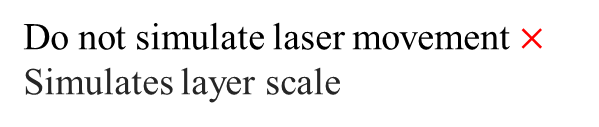 Do not simulate laser movement ×
Simulates layer scale